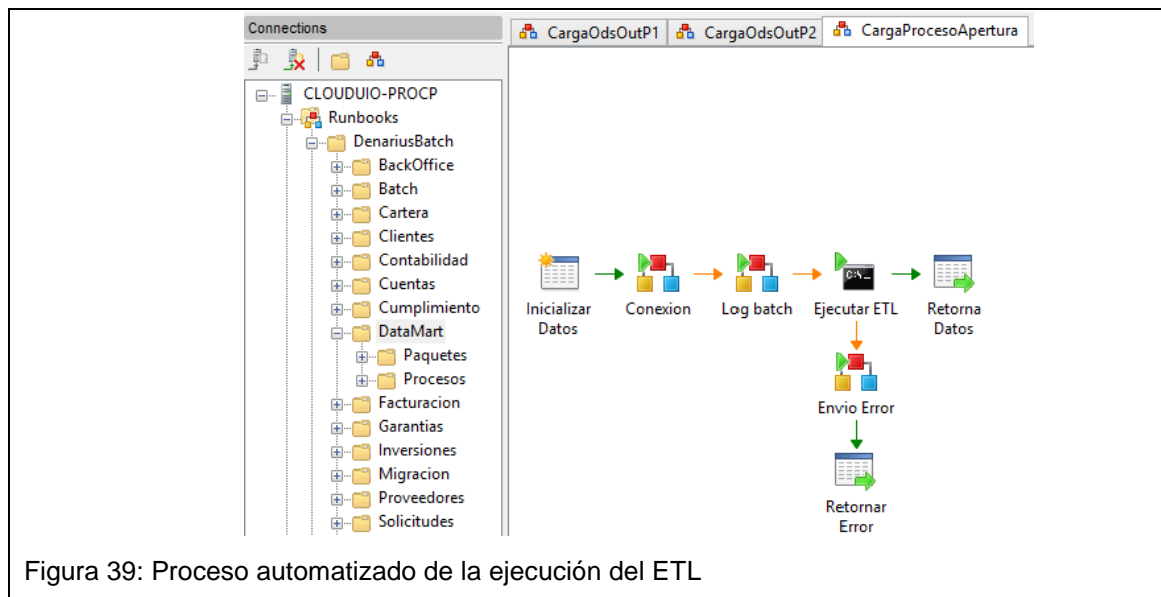 Connections
CargaOdsOutP1
CargaOdsOutP2
CargaProcesoApertura
CLOUDUIO-PROCP
Runbooks
DenariusBatch
BackOffice
Batch
Cartera
Clientes
Contabilidad
Cuentas
Cumplimiento
DataMart
Paquetes
Procesos
Facturacion
Garantias
Inversiones
Migracion
Proveedores
Solicitudes
Inicializar
Datos
Conexion
Log batch
C:\_
Ejecutar ETL
Retorna
Datos
Envio Error
Retornar
Error
Figura 39: Proceso automatizado de la ejecución del ETL